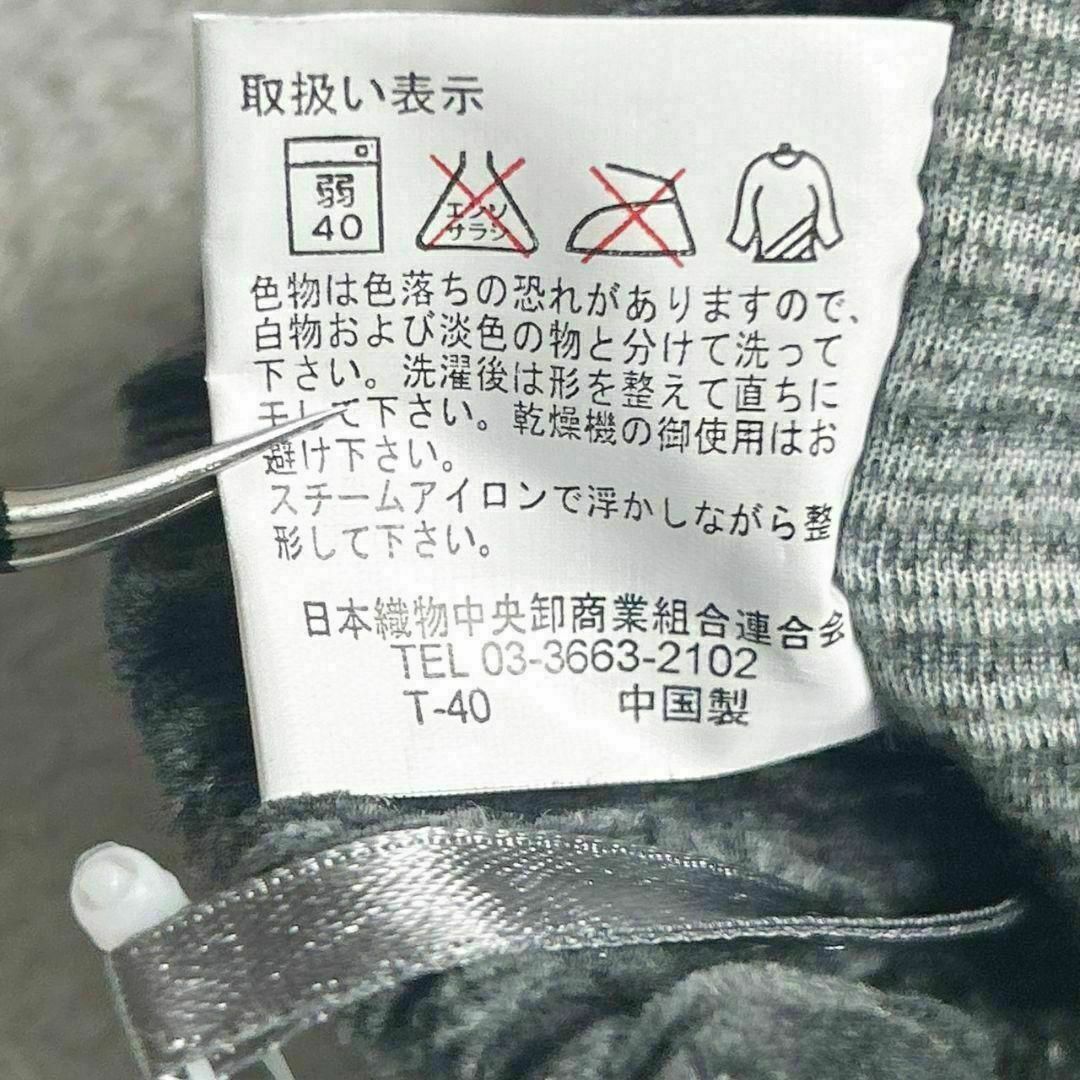 取扱い表示
弱
40
エンソ
サラシ
色物は色落ちの恐れがありますので、
白物および淡色の物と分けて洗って
下さい。洗濯後は形を整えて直ちに
干して下さい。乾燥機の御使用はお
避け下さい。
スチームアイロンで浮かしながら整
形して下さい。
日本織物中央卸商業組合連合
TEL 03-3663-2102
T-40 中国製